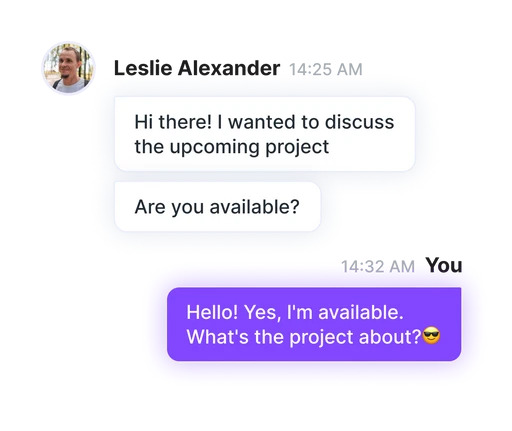 Leslie Alexander 14:25 AM
Hi there! I wanted to discuss
the upcoming project
Are you available?
14:32 AM You
Hello! Yes, I'm available.
What's the project about?😎